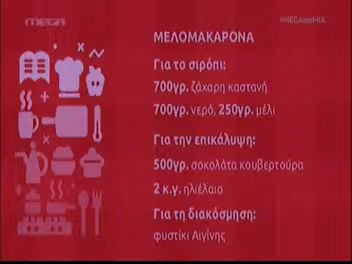 MEGA
#MEGAστηΜΙΑ
ΜΕΛΟΜΑΚΑΡΟΝΑ
Για το σιρόπι:
700γρ. ζάχαρη καστανή
700γρ. νερό, 250γρ. μέλι
Για την επικάλυψη:
500γρ. σοκολάτα κουβερτούρα
2 κ.γ. ηλιέλαιο
Για τη διακόσμηση:
φυστίκι Αιγίνης